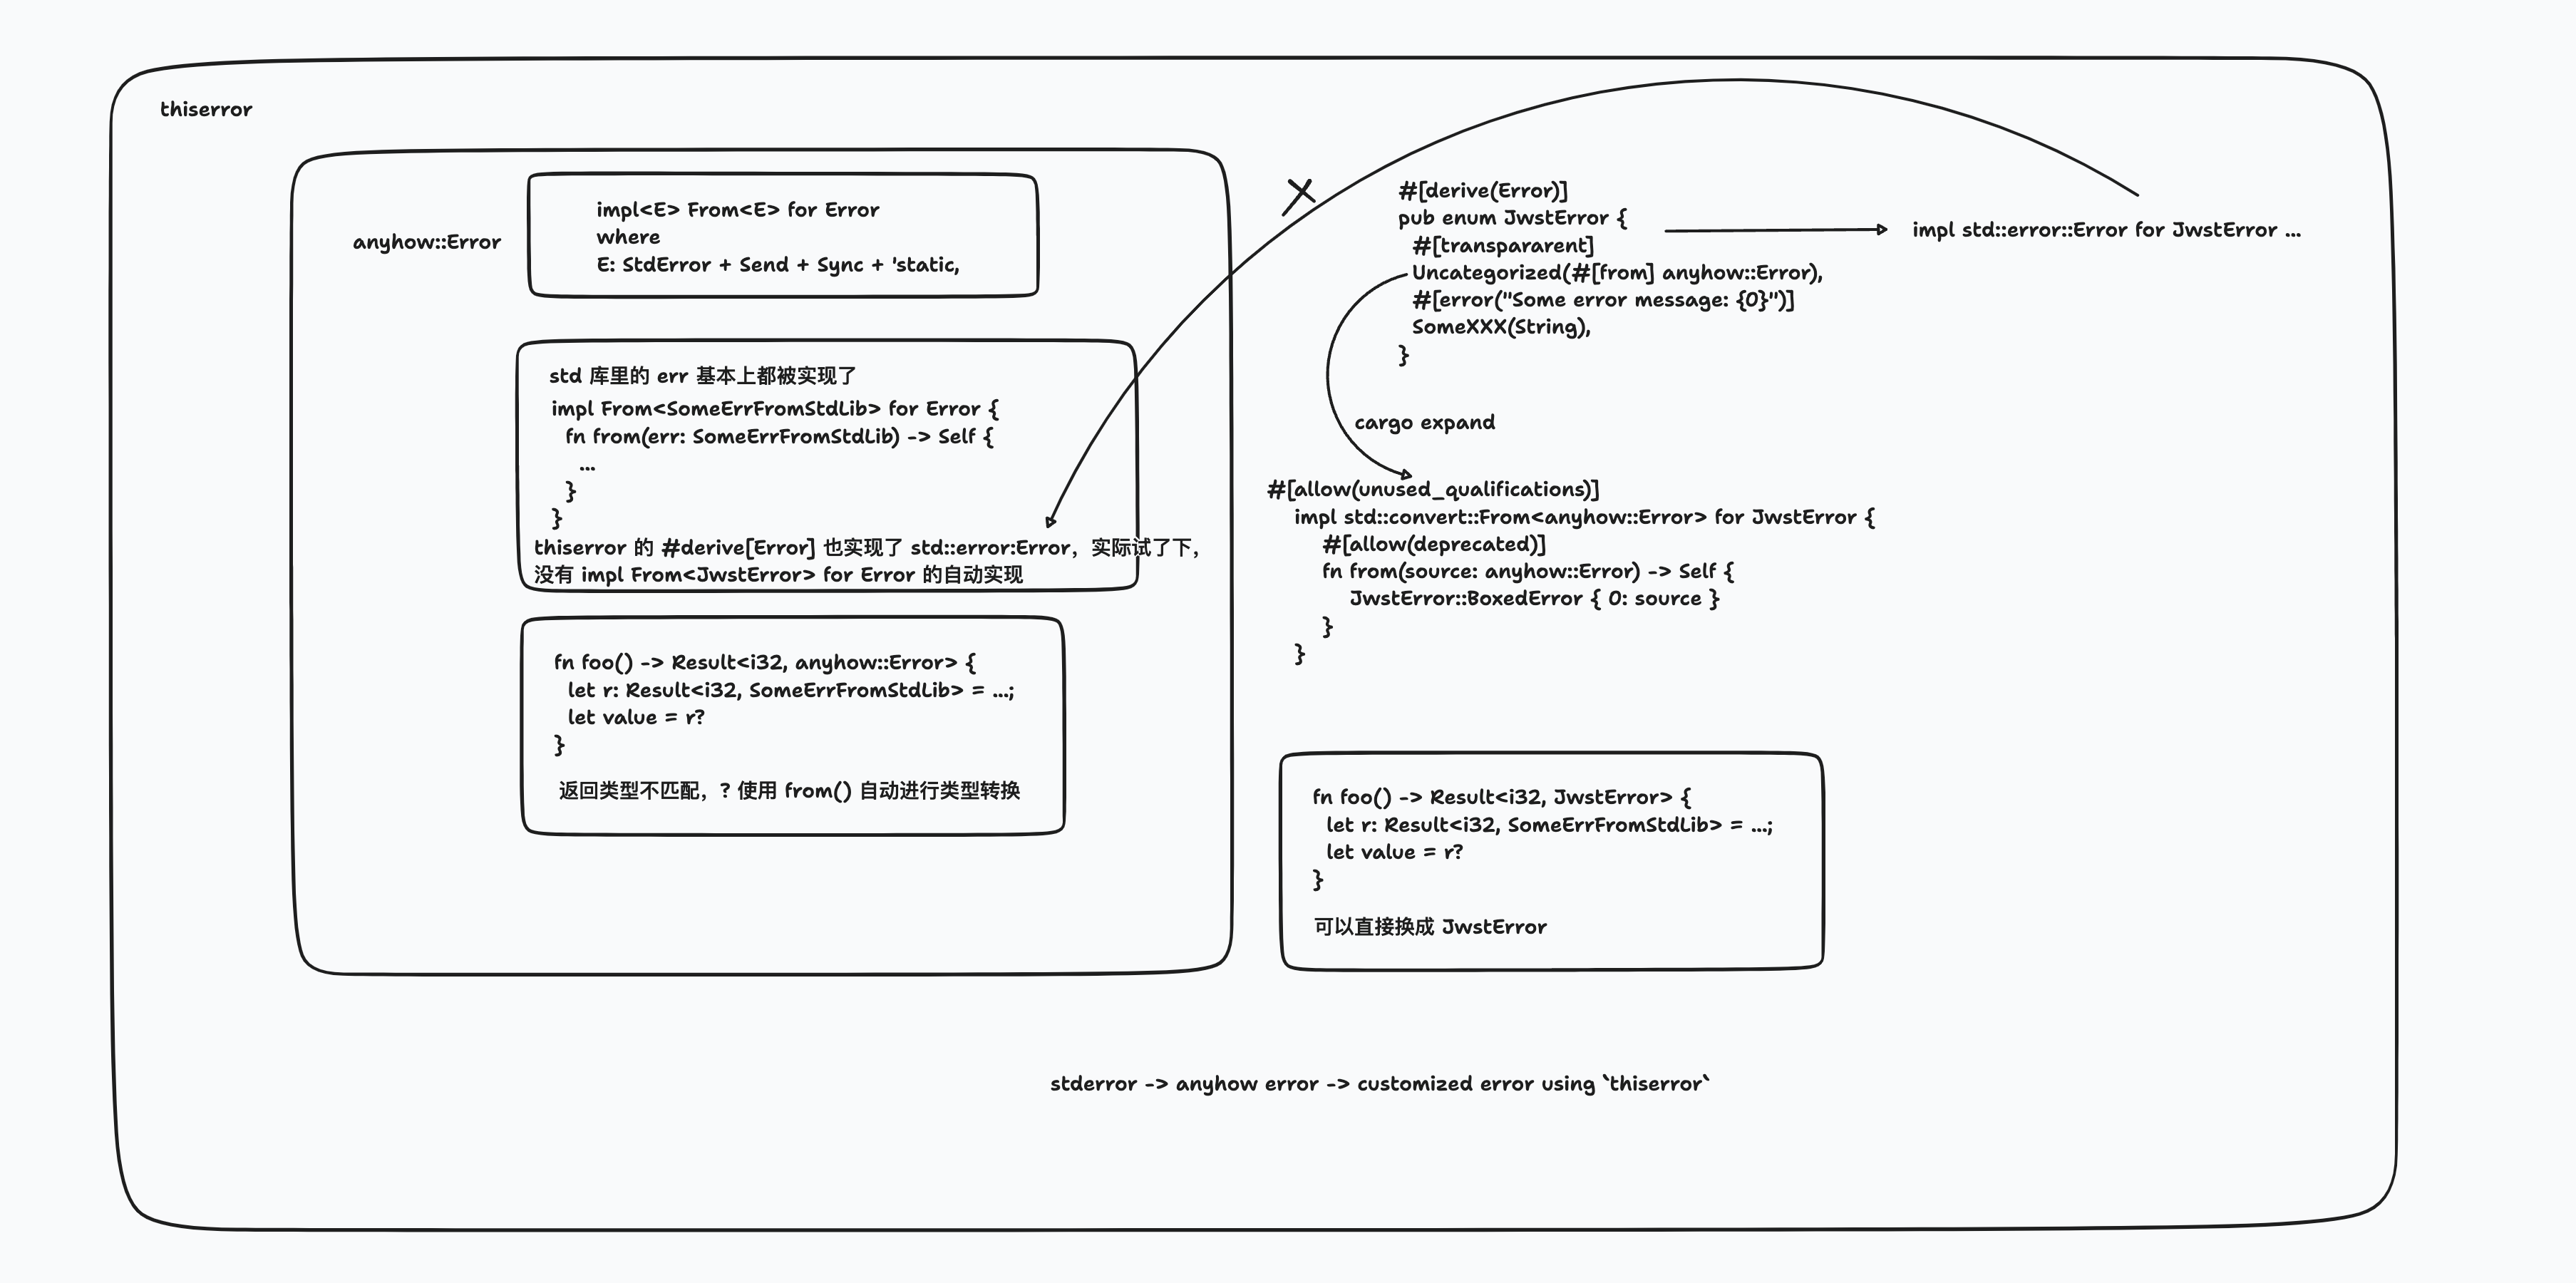 thiserror
anyhow::Error
impl<E> From<E> for Error
where
E: StdError + Send + Sync + 'static,
std 库里的 err 基本上都被实现了
impl From<SomeErrFromStdLib> for Error {
fn from(err: SomeErrFromStdLib) -> Self {
...
}
}
thiserror 的 #derive[Error] 也实现了 std::error:Error，实际试了下，
没有 impl From<JwstError> for Error 的自动实现
fn foo() -> Result<i32, anyhow::Error> {
let r: Result<i32, SomeErrFromStdLib> = ...;
let value = r?
}
返回类型不匹配，? 使用 from() 自动进行类型转换
#[derive(Error)]
pub enum JwstError {
#[transpararent]
Uncategorized(#[from] anyhow::Error),
#[error("Some error message: {0}")]
SomeXXX(String),
}
impl std::error::Error for JwstError ...
cargo expand
#[allow(unused_qualifications)]
impl std::convert::From<anyhow::Error> for JwstError {
#[allow(deprecated)]
fn from(source: anyhow::Error) -> Self {
JwstError::BoxedError { 0: source }
}
}
fn foo() -> Result<i32, JwstError> {
let r: Result<i32, SomeErrFromStdLib> = ...;
let value = r?
}
可以直接换成 JwstError
stderror -> anyhow error -> customized error using `thiserror`